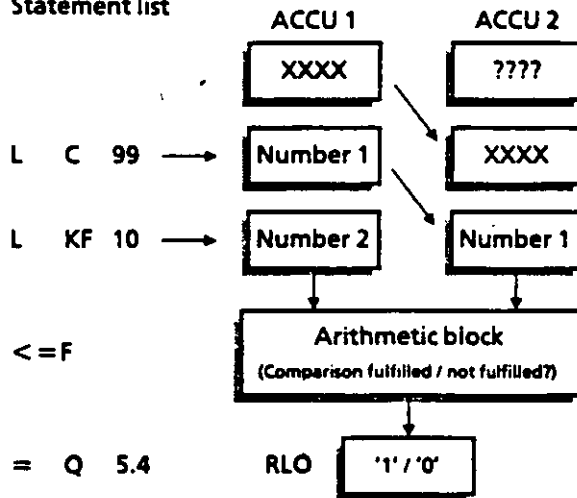 Statement list
ACCU 1 ACCU 2
XXXX ????
L C 99 Number 1 XXXX
L KF 10 Number 2 Number 1
Arithmetic block
<=F (Comparison fulfilled / not fulfilled?)
= Q 5.4 RLO '1' / '0'